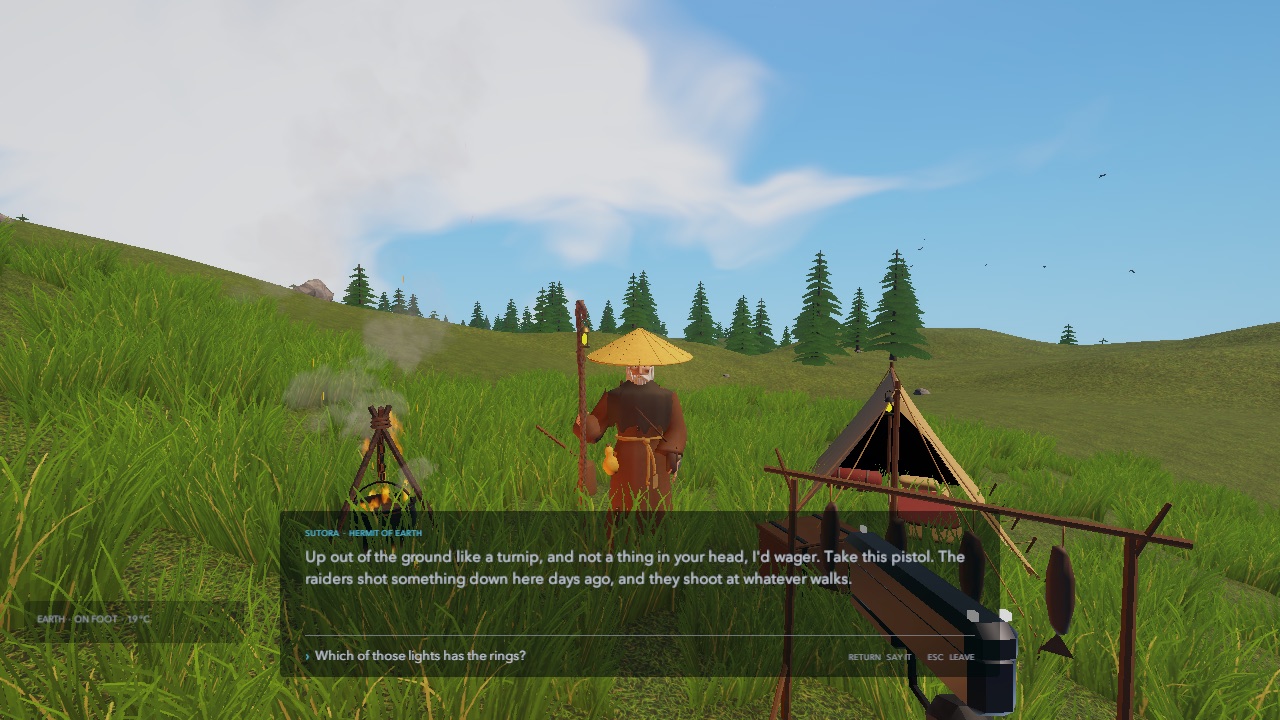 SUTORA · HERMIT OF EARTH
Up out of the ground like a turnip, and not a thing in your head, I'd wager. Take this pistol. The
raiders shot something down here days ago, and they shoot at whatever walks.
EARTH · ON FOOT · 19°C
› Which of those lights has the rings?
RETURN SAY IT ESC LEAVE